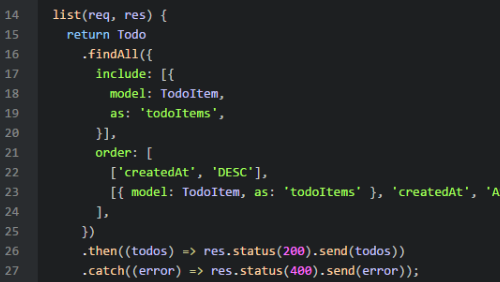 14 list(req, res) {
15 return Todo
16 .findAll({
17 include: [{
18 model: TodoItem,
19 as: 'todoItems',
20 }],
21 order: [
22 ['createdAt', 'DESC'],
23 [{ model: TodoItem, as: 'todoItems' }, 'createdAt', 'A
24 ],
25 })
26 .then((todos) => res.status(200).send(todos))
27 .catch((error) => res.status(400).send(error));